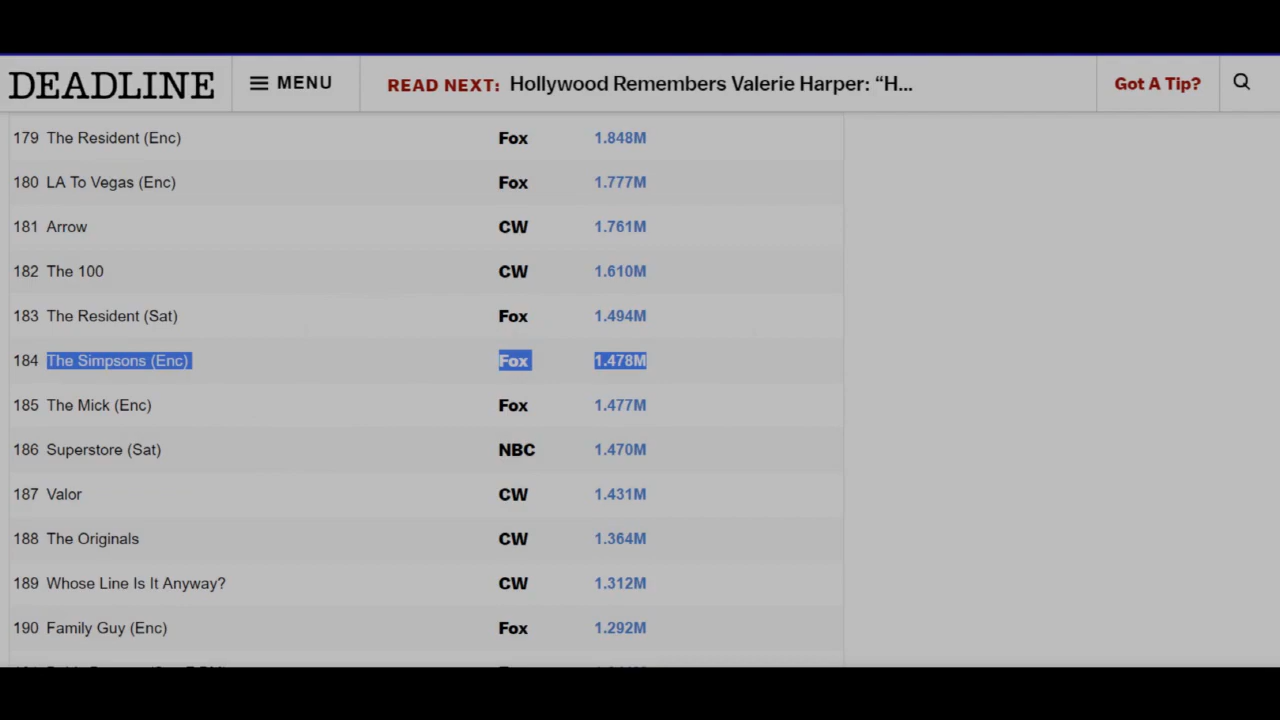 DEADLINE MENU READ NEXT: Hollywood Remembers Valerie Harper: “H... Got A Tip?
179 The Resident (Enc) Fox 1.848M
180 LA To Vegas (Enc) Fox 1.777M
181 Arrow CW 1.761M
182 The 100 CW 1.610M
183 The Resident (Sat) Fox 1.494M
184 The Simpsons (Enc) Fox 1.478M
185 The Mick (Enc) Fox 1.477M
186 Superstore (Sat) NBC 1.470M
187 Valor CW 1.431M
188 The Originals CW 1.364M
189 Whose Line Is It Anyway? CW 1.312M
190 Family Guy (Enc) Fox 1.292M